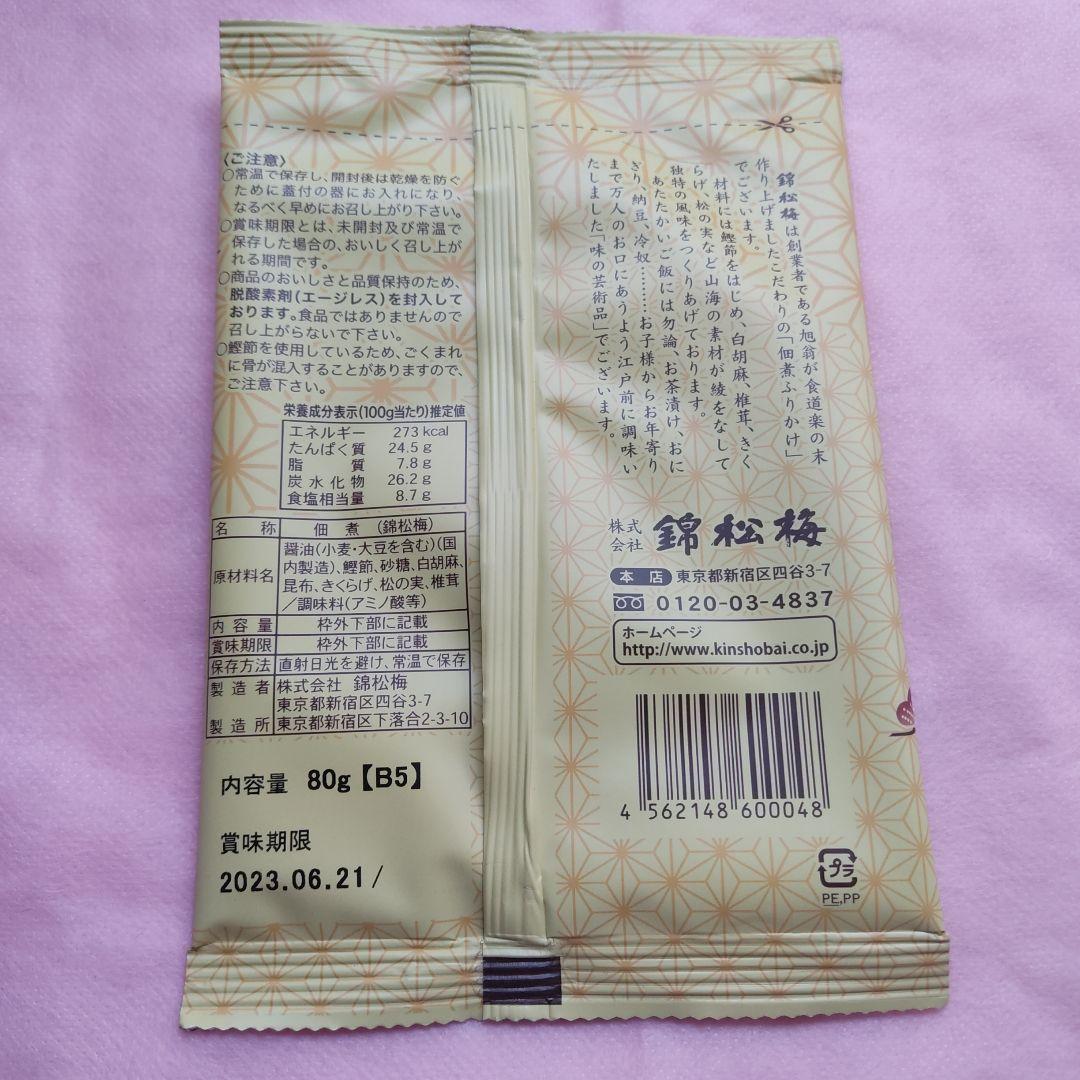 〈ご注意〉
○常温で保存し、開封後は乾燥を防ぐ
ために蓋付の器にお入れになり、
なるべく早めにお召し上がり下さい。
○賞味期限とは、未開封及び常温で
保存した場合の、おいしく召し上が
れる期間です。
○商品のおいしさと品質保持のため、
脱酸素剤(エージレス)を封入して
おります。食品ではありませんので
召し上がらないで下さい。
○鰹節を使用しているため、ごくまれ
に骨が混入することがありますので、
ご注意下さい。
栄養成分表示(100g当たり)推定値
エネルギー 273 kcal
たんぱく質 24.5 g
脂質 7.8 g
炭水化物 26.2 g
食塩相当量 8.7 g
名称 佃煮 (錦松梅)
原材料名 醤油(小麦・大豆を含む)(国
内製造)、鰹節、砂糖、白胡麻、
昆布、きくらげ、松の実、椎茸
／調味料(アミノ酸等)
内容量 枠外下部に記載
賞味期限 枠外下部に記載
保存方法 直射日光を避け、常温で保存
製造者 株式会社 錦松梅
東京都新宿区四谷3-7
製造所 東京都新宿区下落合2-3-10
内容量 80g【B5】
賞味期限
2023.06.21/
錦松梅は創業者である旭翁が食道楽の末
作り上げましたこだわりの「佃煮ふりかけ」
でございます。
材料には鰹節をはじめ、白胡麻、椎茸、きく
らげ、松の実など山海の素材が綾をなして
独特の風味をつくりあげております。
あたたかいご飯には勿論、お茶漬け、おに
ぎり、納豆、冷奴…………お子様からお年寄り
まで万人のお口にあうよう江戸前に調味い
たしました「味の芸術品」でございます。
株式会社 錦松梅
本店 東京都新宿区四谷3-7
0120-03-4837
ホームページ
http://www.kinshobai.co.jp
4 562148 600048
プラ
PE,PP